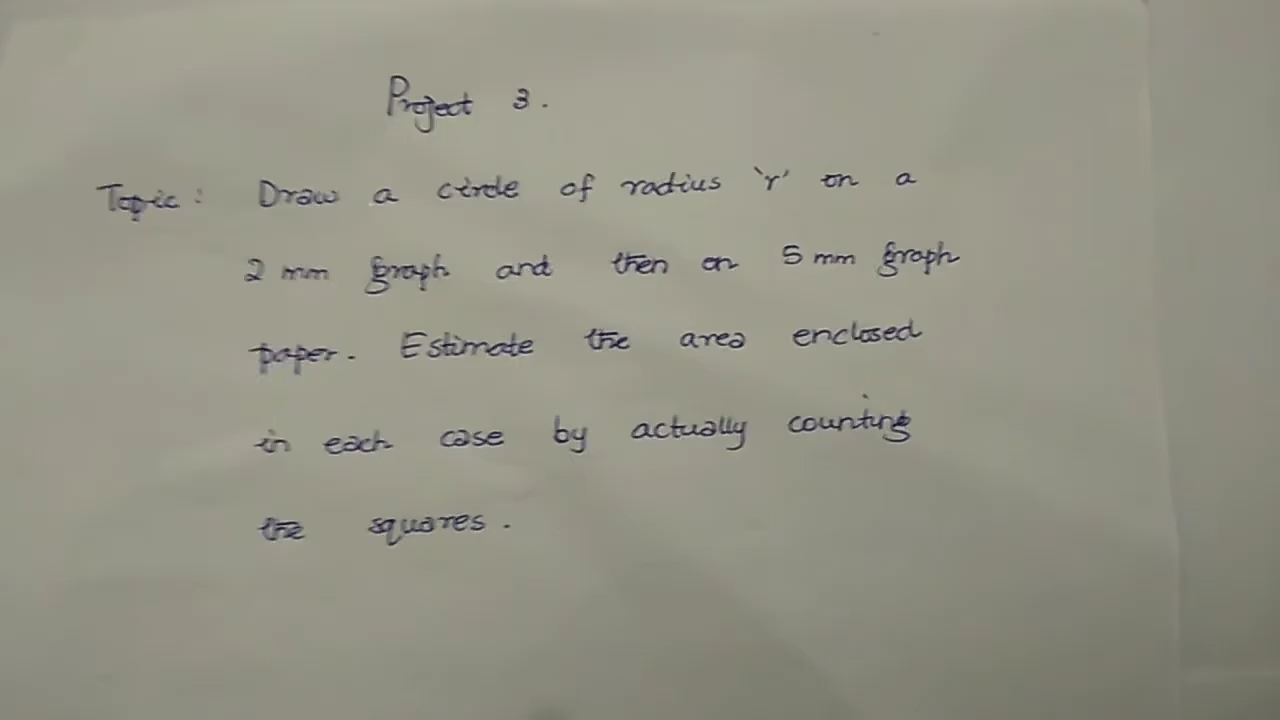 Project 3.
Topic: Draw a circle of radius 'r' on a
2 mm graph and then on 5 mm graph
paper. Estimate the area enclosed
in each case by actually counting
the squares.